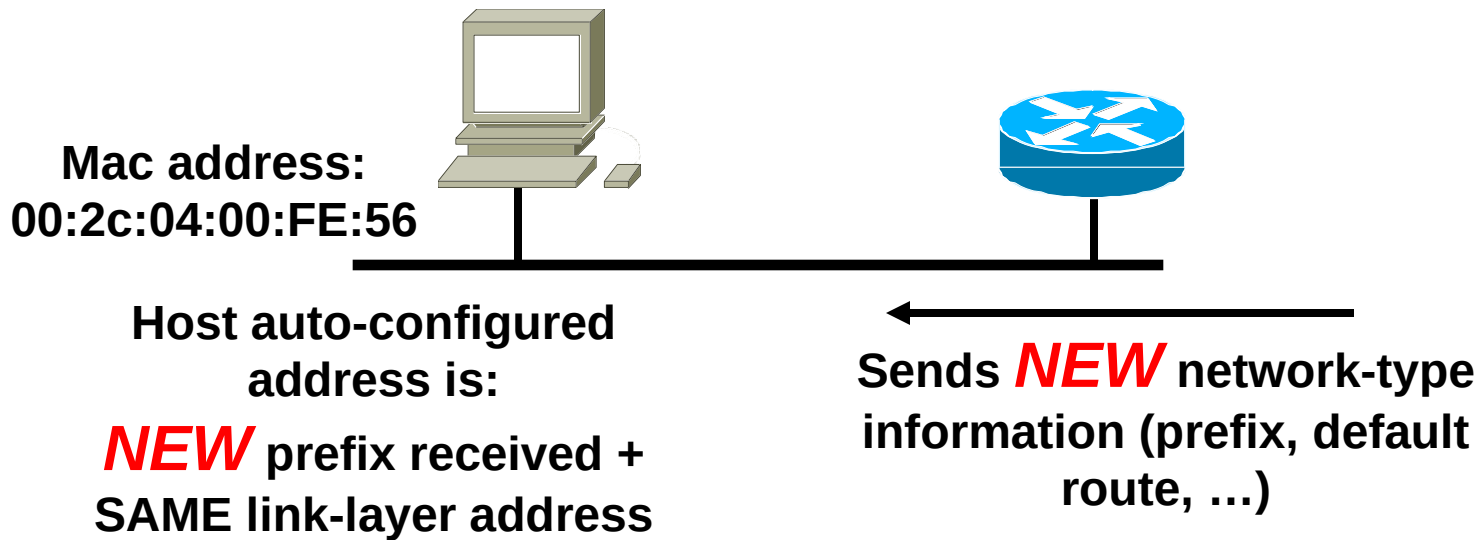 Mac address:
00:2c:04:00:FE:56
Host auto-configured
address is:
NEW prefix received +
SAME link-layer address
Sends NEW network-type
information (prefix, default
route, …)